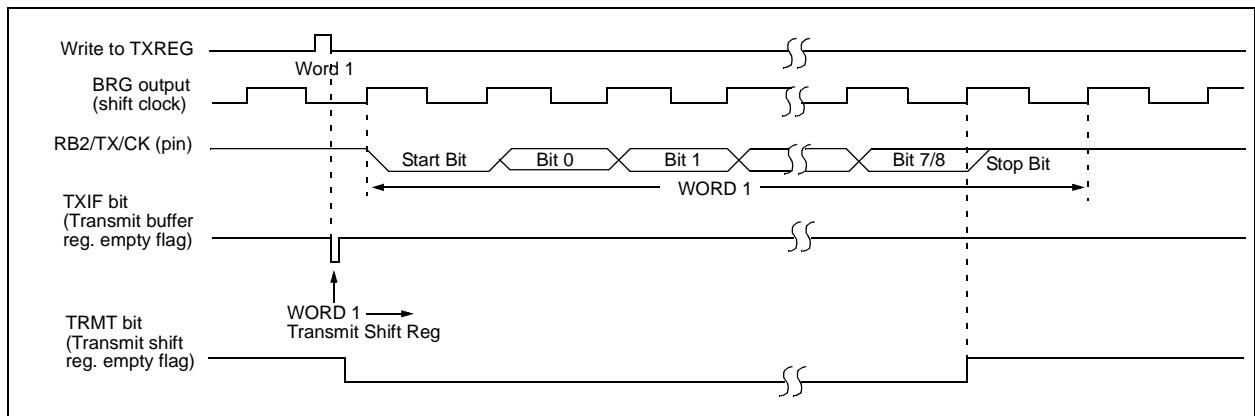 Write to TXREG
Word 1
BRG output
(shift clock)
RB2/TX/CK (pin)
Start Bit
Bit 0
Bit 1
Bit 7/8
Stop Bit
WORD 1
TXIF bit
(Transmit buffer
reg. empty flag)
WORD 1
Transmit Shift Reg
TRMT bit
(Transmit shift
reg. empty flag)